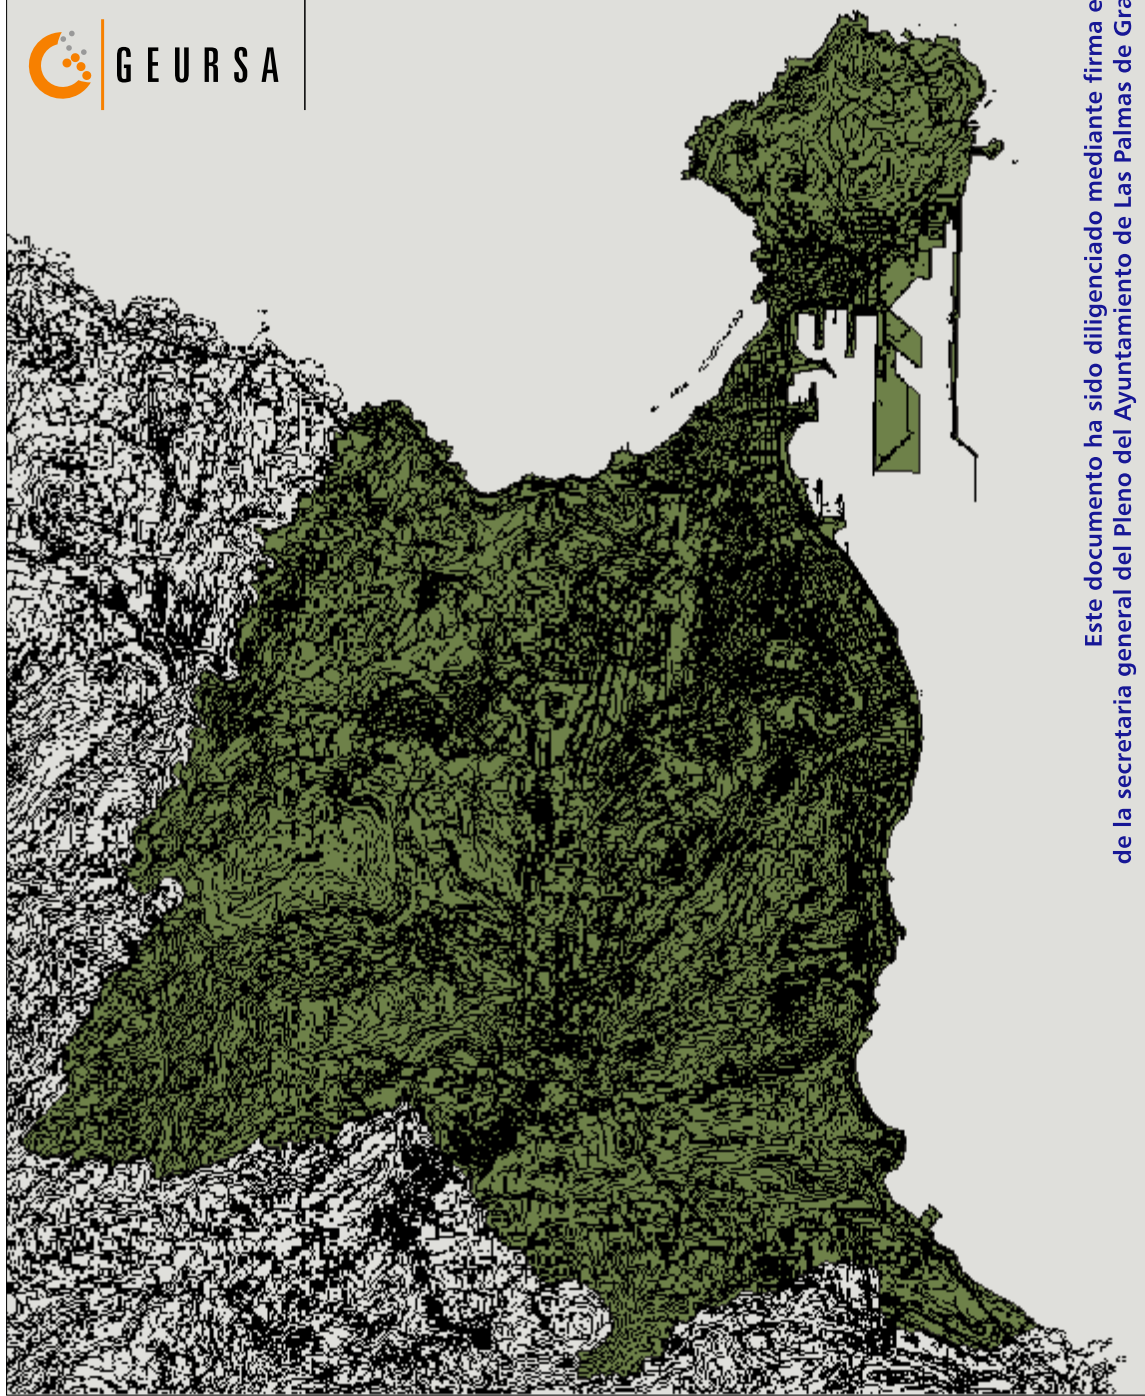 GEURSA
Este documento ha sido diligenciado mediante firma
de la secretaria general del Pleno del Ayuntamiento de Las Palmas de